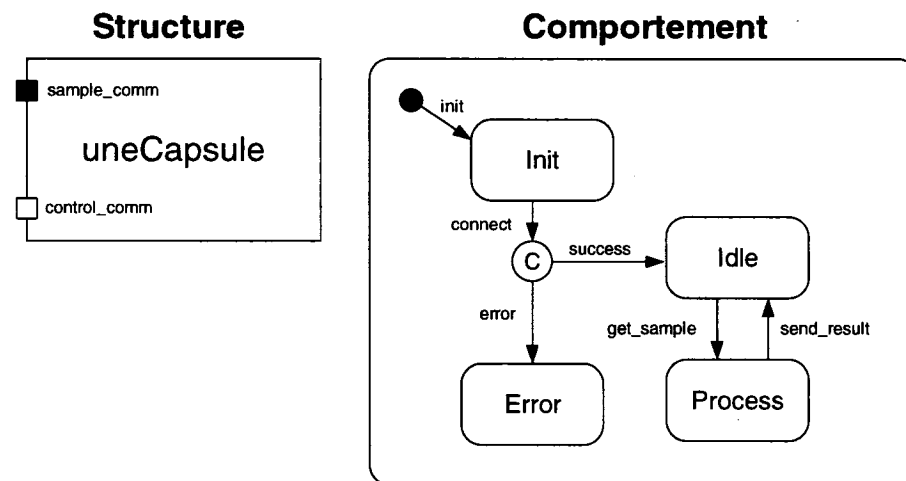 Structure
Comportement
sample_comm
uneCapsule
control_comm
init
Init
connect
C
success
Idle
error
get_sample
send_result
Error
Process